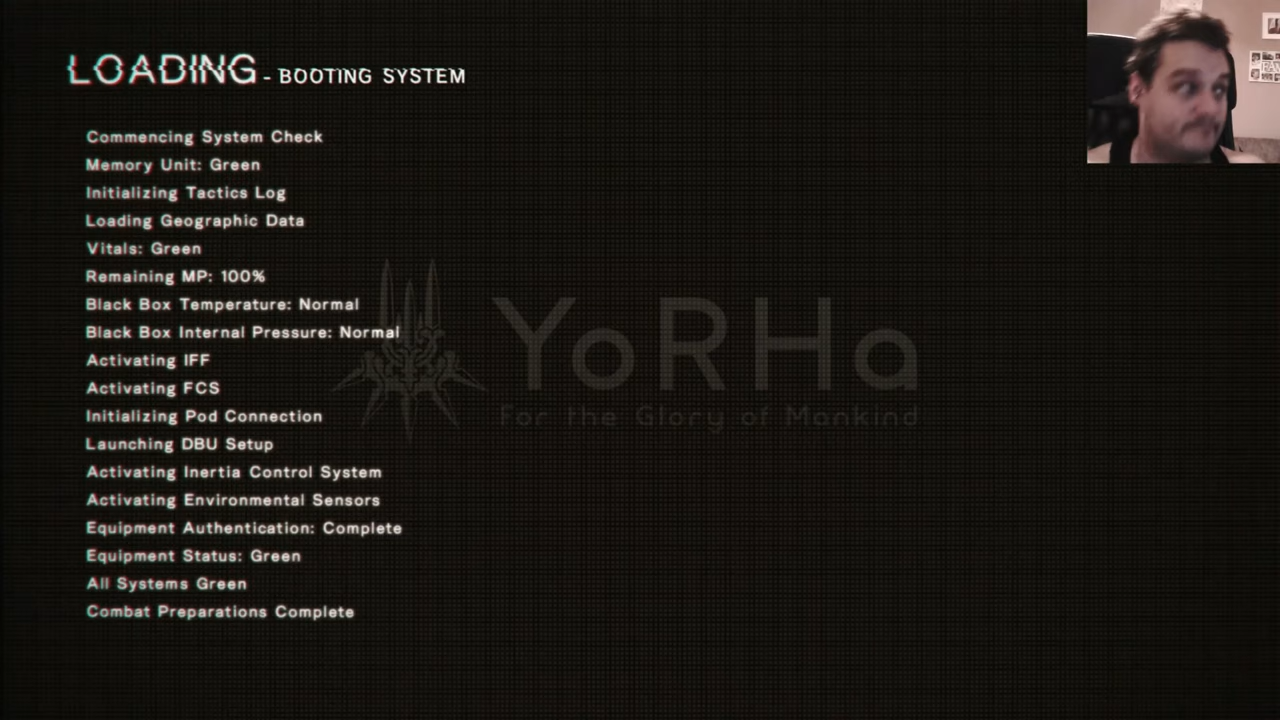 LOADING - BOOTING SYSTEM
Commencing System Check
Memory Unit: Green
Initializing Tactics Log
Loading Geographic Data
Vitals: Green
Remaining MP: 100%
Black Box Temperature: Normal
Black Box Internal Pressure: Normal
Activating IFF
Activating FCS
Initializing Pod Connection
Launching DBU Setup
Activating Inertia Control System
Activating Environmental Sensors
Equipment Authentication: Complete
Equipment Status: Green
All Systems Green
Combat Preparations Complete
YoRHa
For the Glory of Mankind